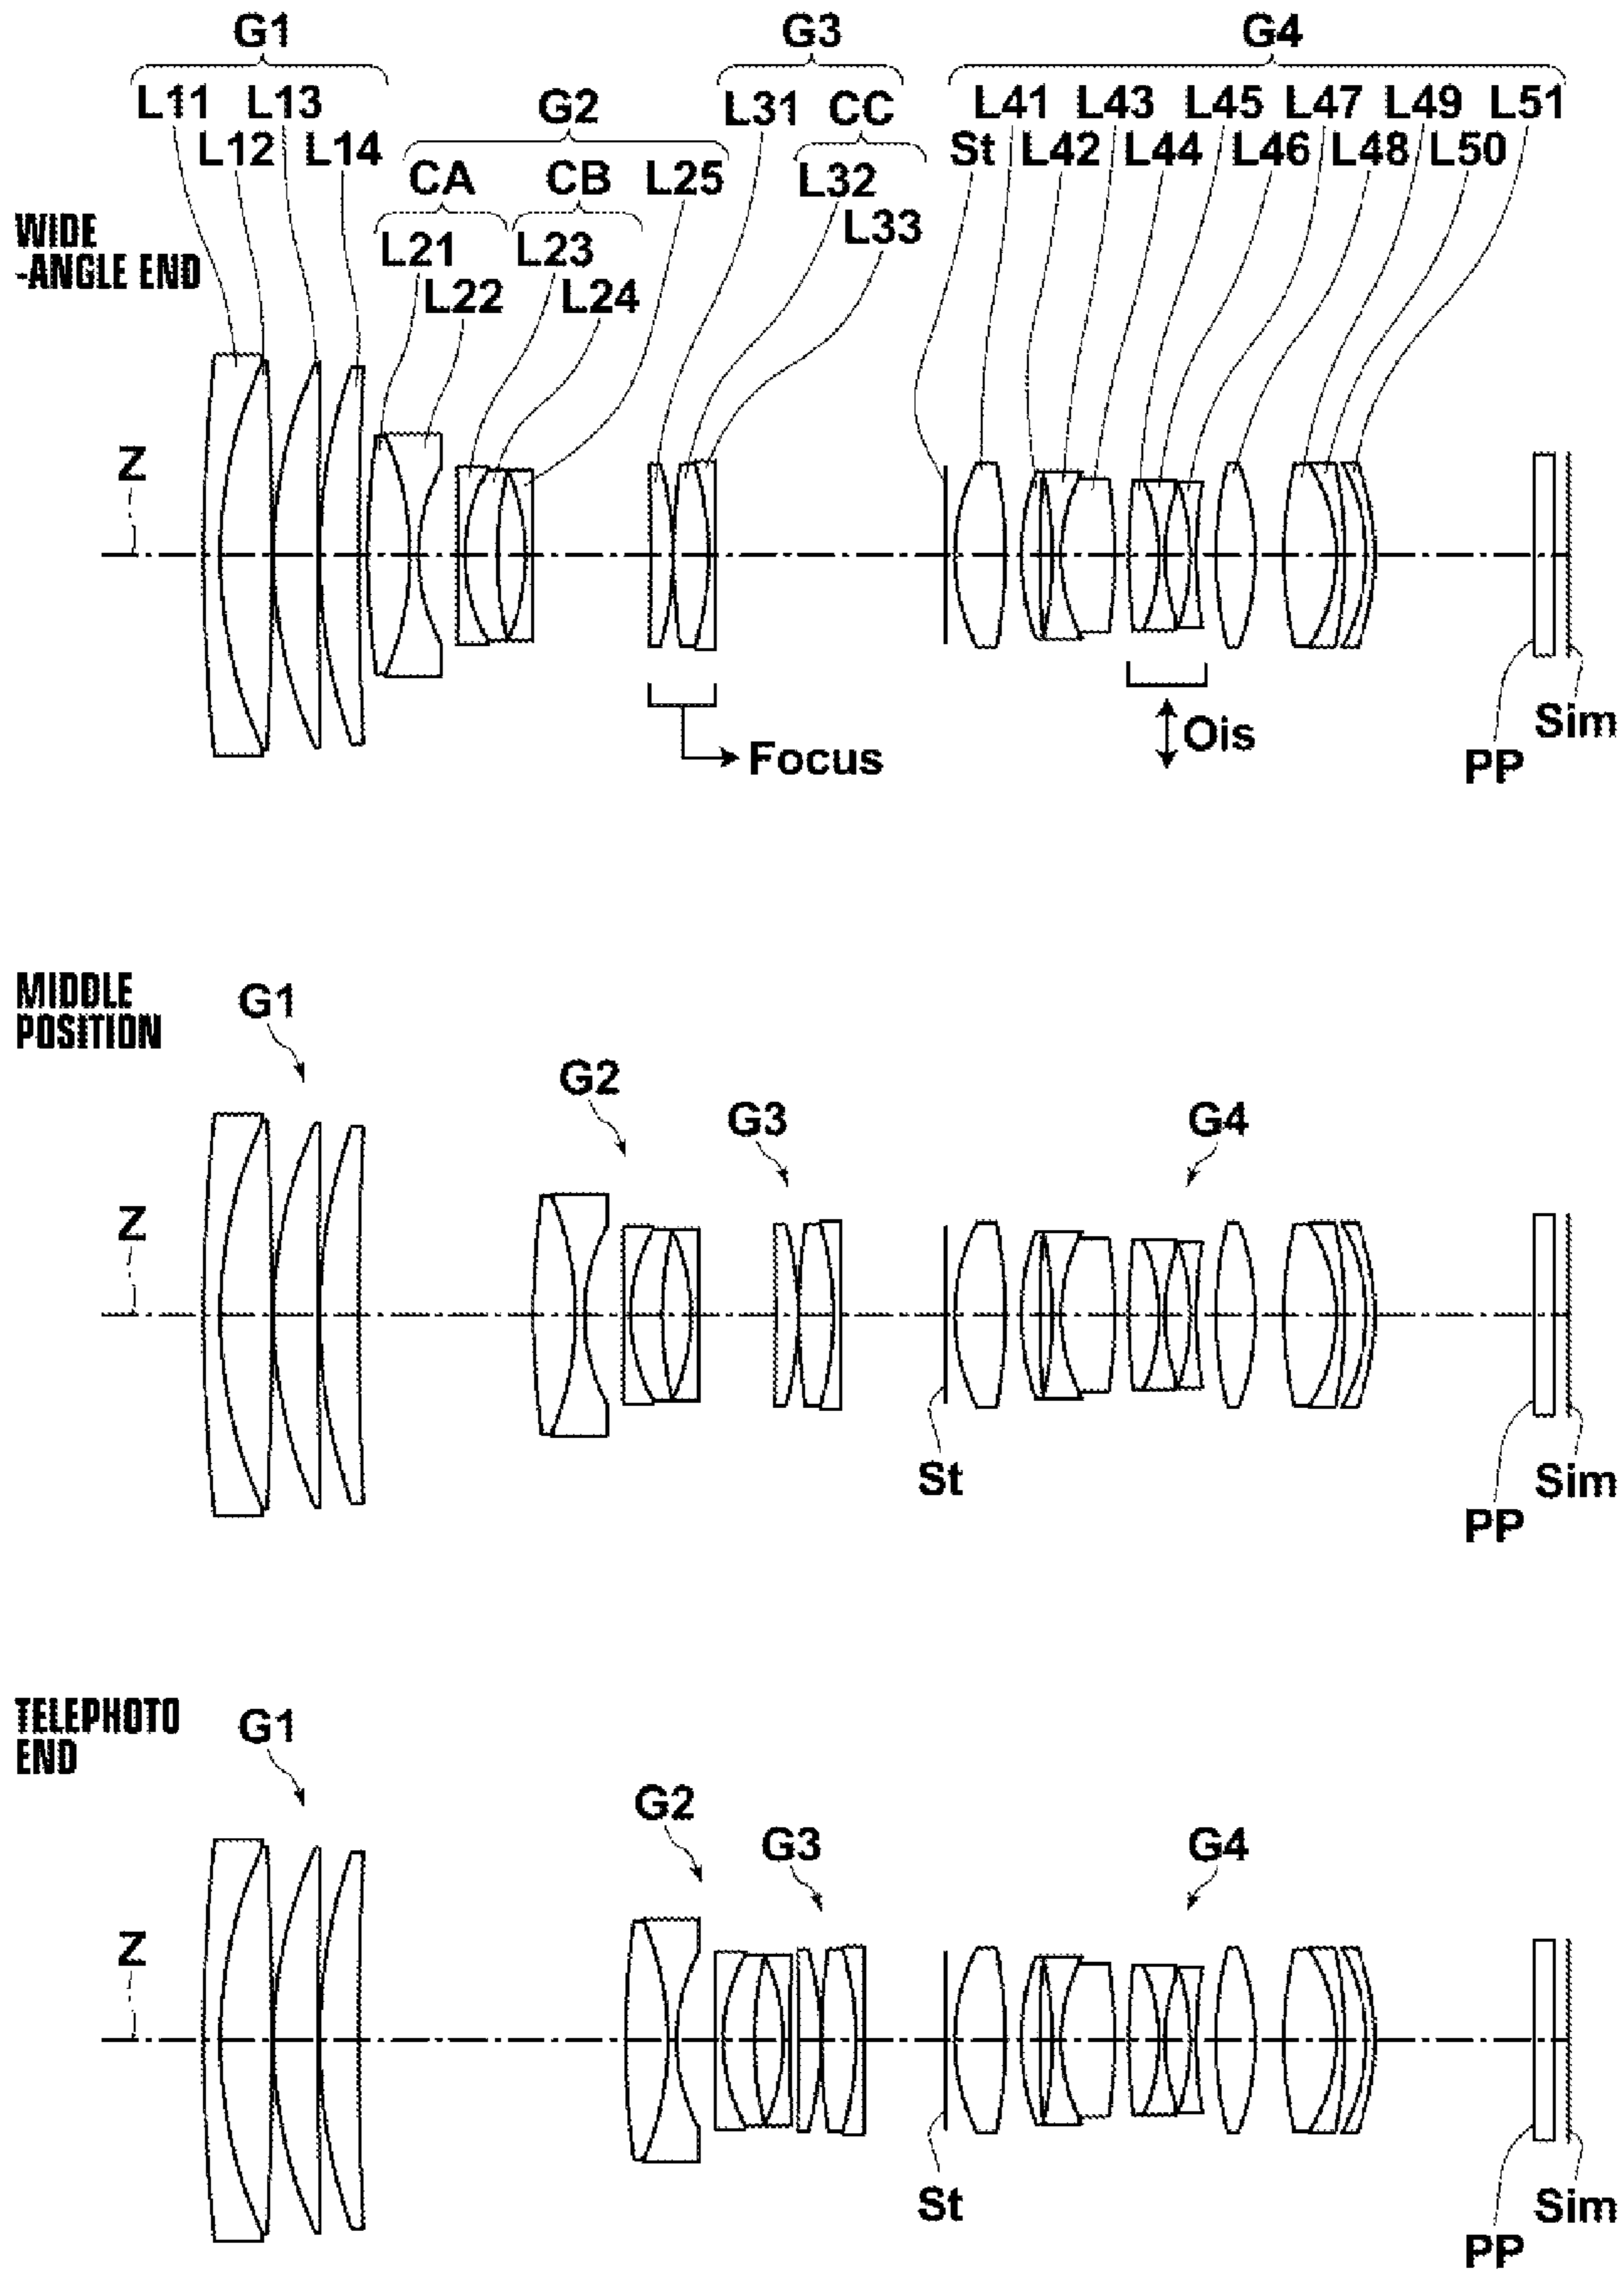 G1 G3 G4
L11 L13 G2 L31 CC L41 L43 L45 L47 L49 L51
L12 L14 St L42 L44 L46 L48 L50
CA CB L25 L32
L33
WIDE
-ANGLE END
L21 L23
L22 L24
Z
Focus
Ois
Sim
PP
MIDDLE
POSITION
G1
G2
G3 G4
Z
St Sim
PP
TELEPHOTO
END
G1
G2
G3 G4
Z
St Sim
PP